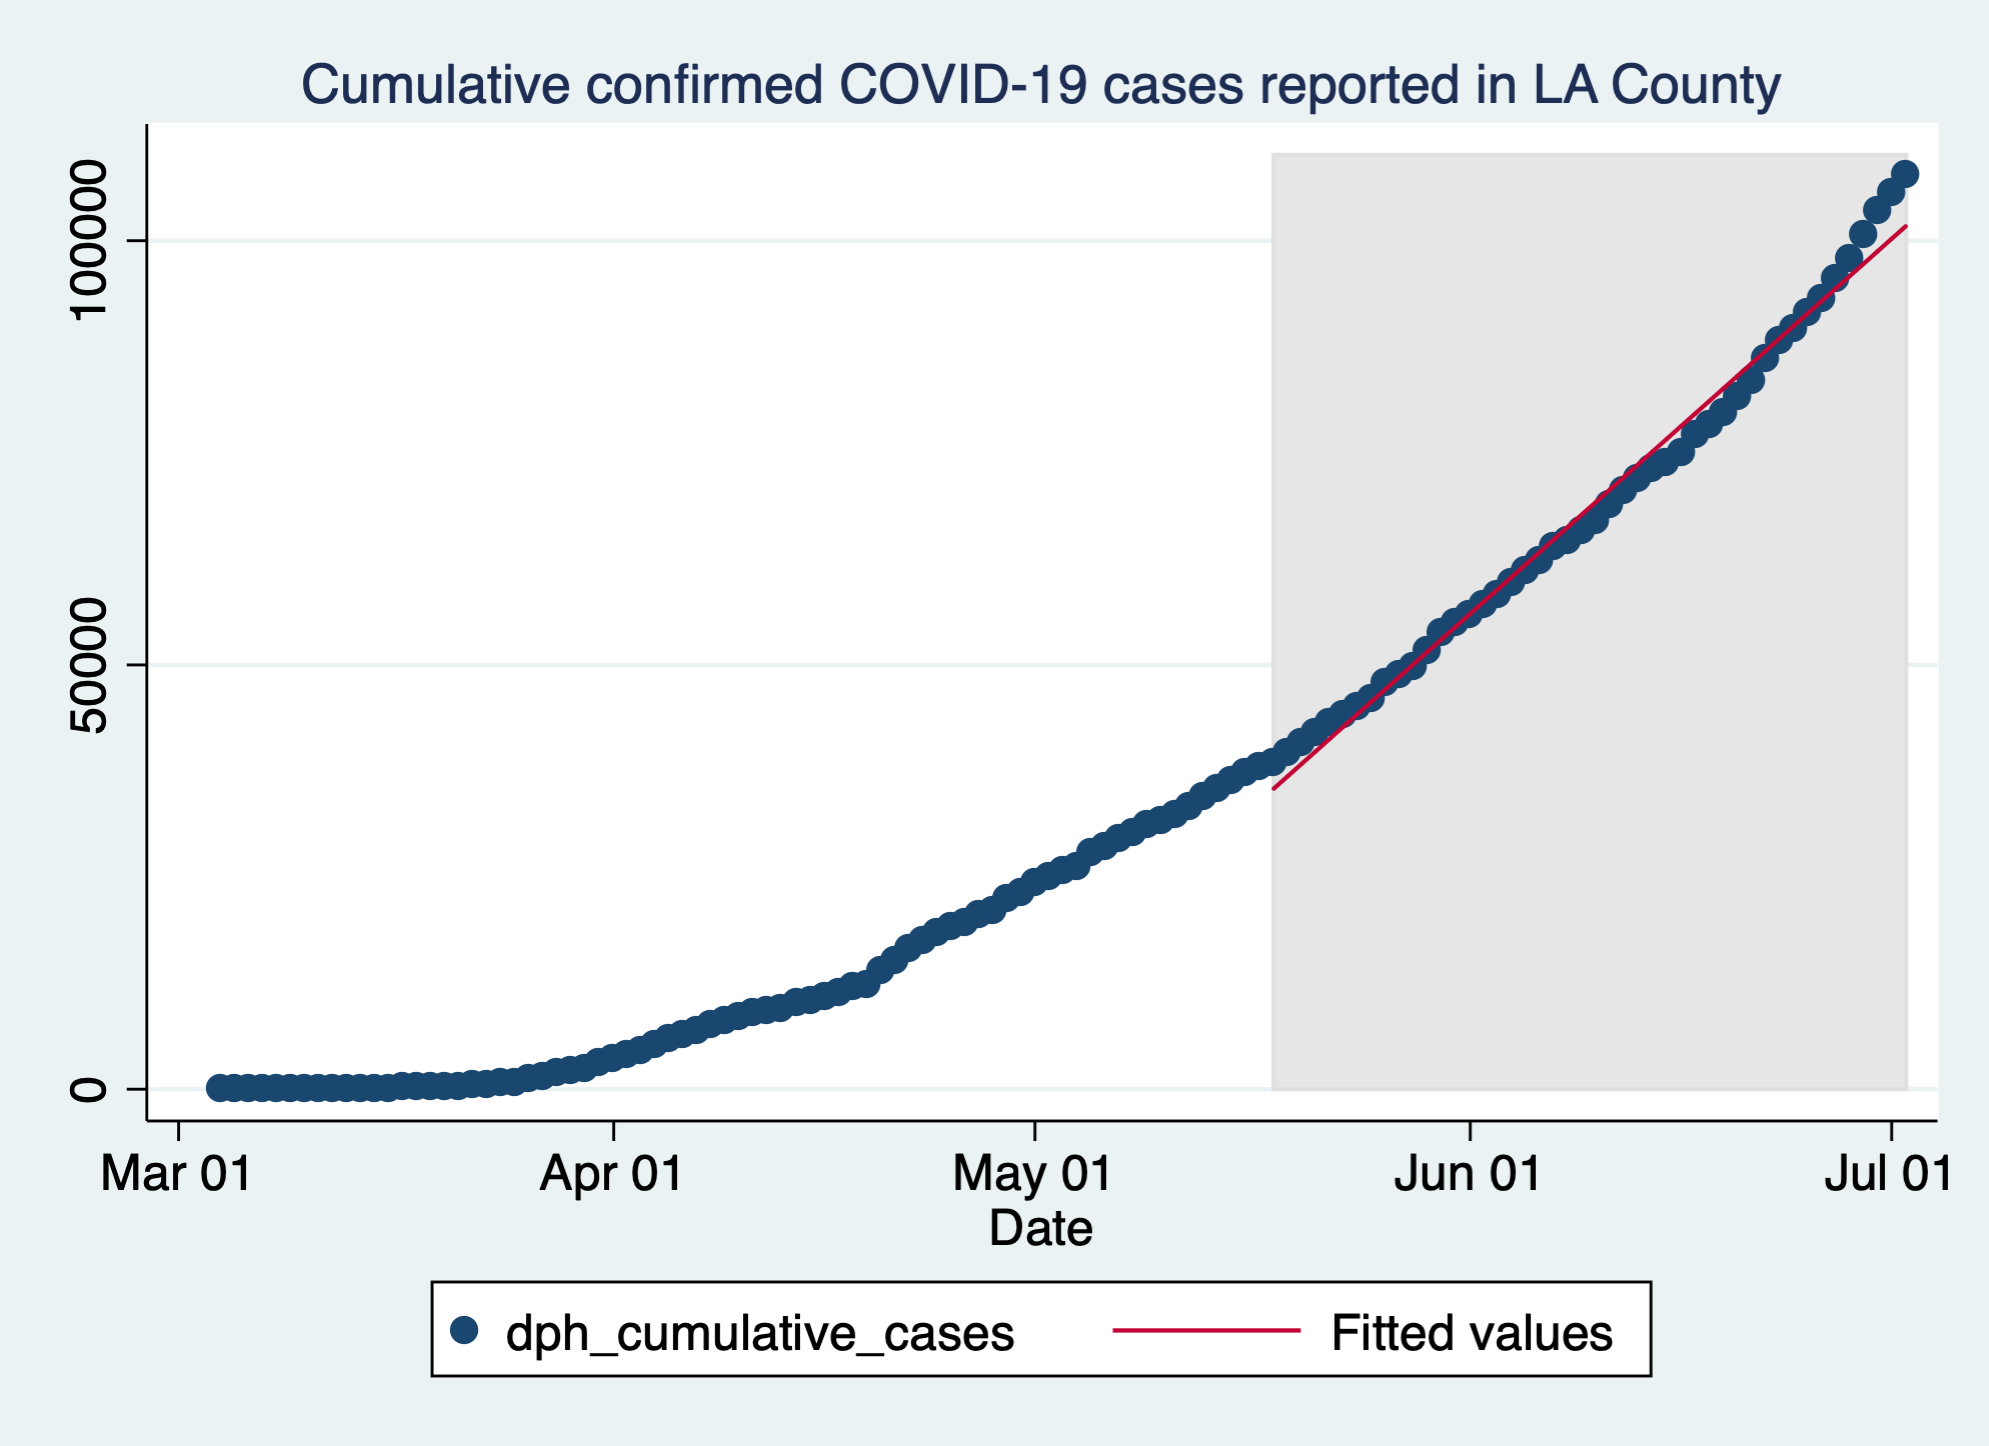 Cumulative confirmed COVID-19 cases reported in LA County
100000
50000
0
Mar 01 Apr 01 May 01 Jun 01 Jul 01
Date
dph_cumulative_cases Fitted values